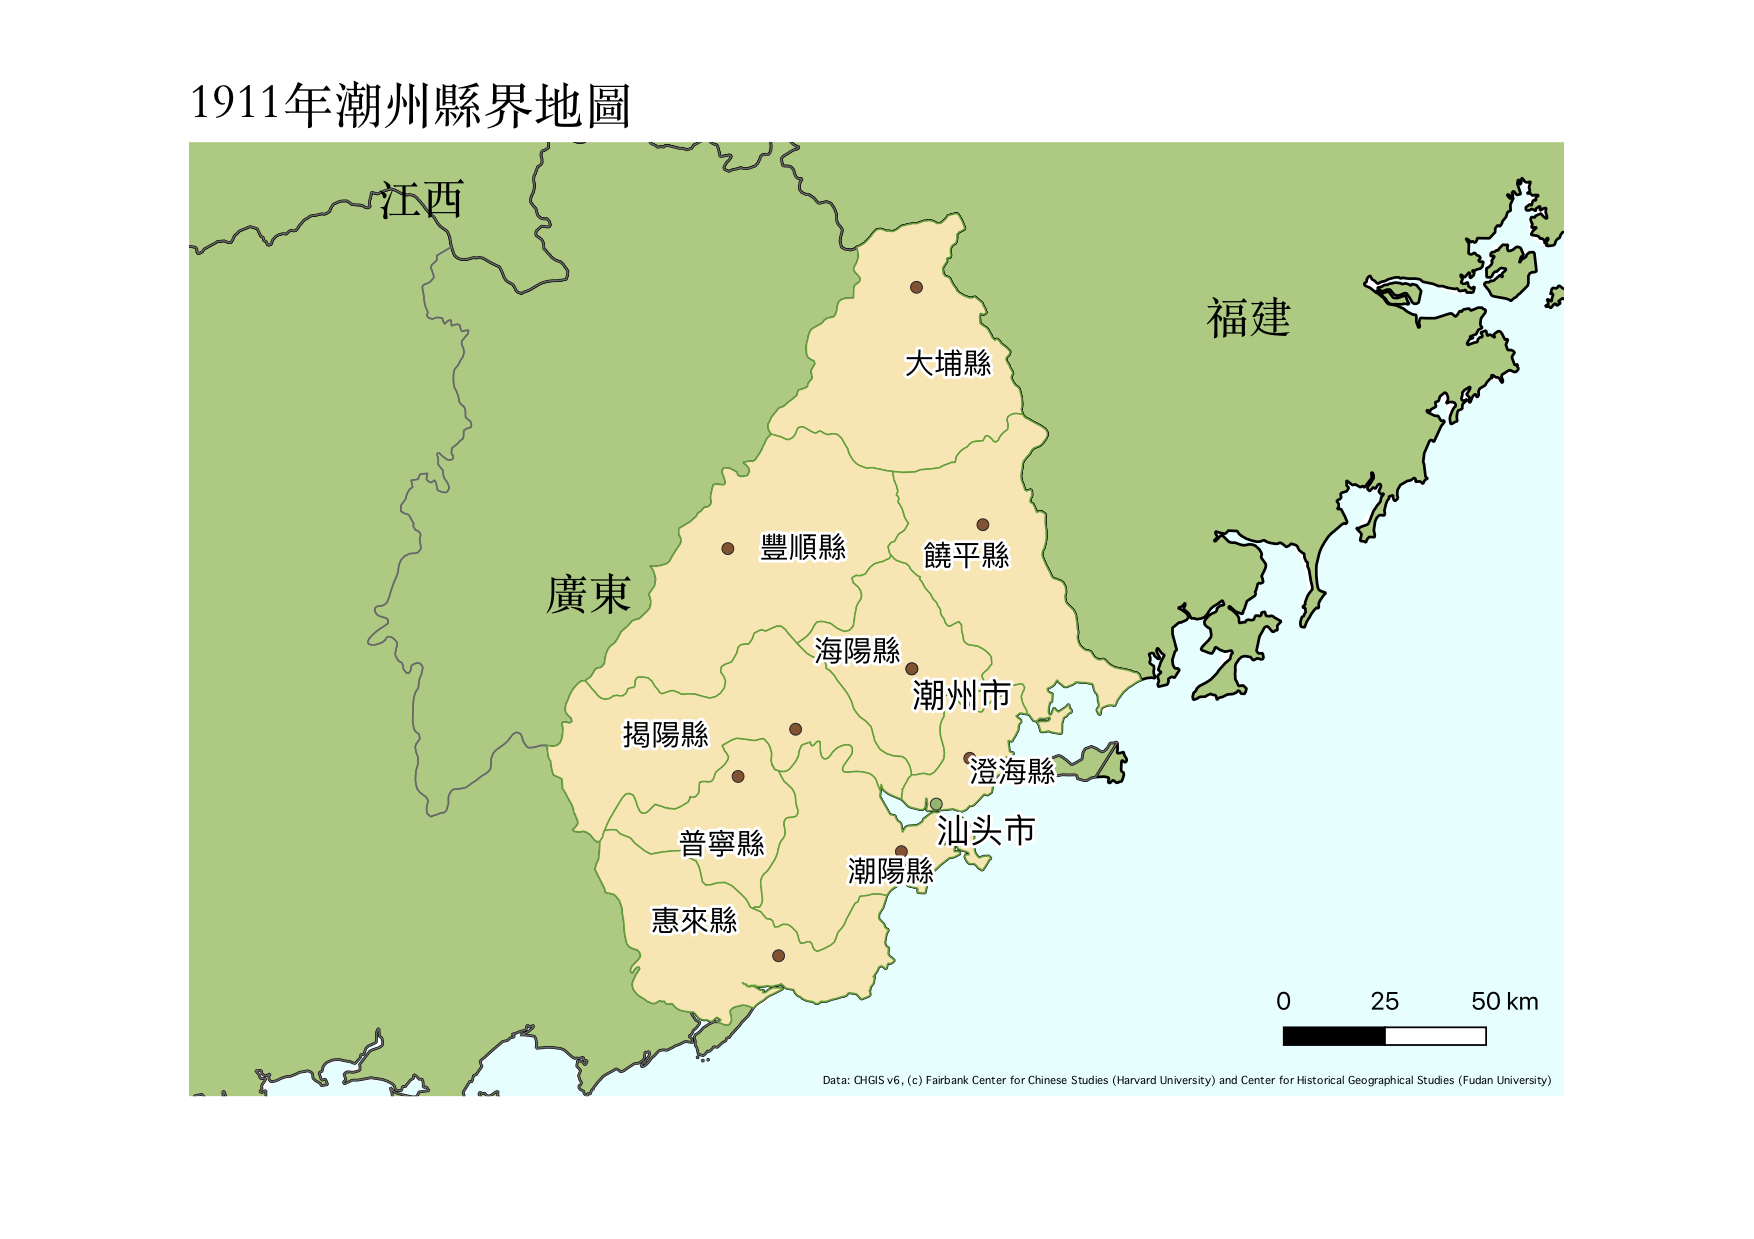 1911年潮州縣界地圖
江西
福建
大埔縣
豐順縣
饒平縣
廣東
海陽縣
潮州市
揭陽縣
澄海縣
汕头市
普寧縣
潮陽縣
惠來縣
0 25 50 km
Data: CHGIS v6, (c) Fairbank Center for Chinese Studies (Harvard University) and Center for Historical Geographical Studies (Fudan University)